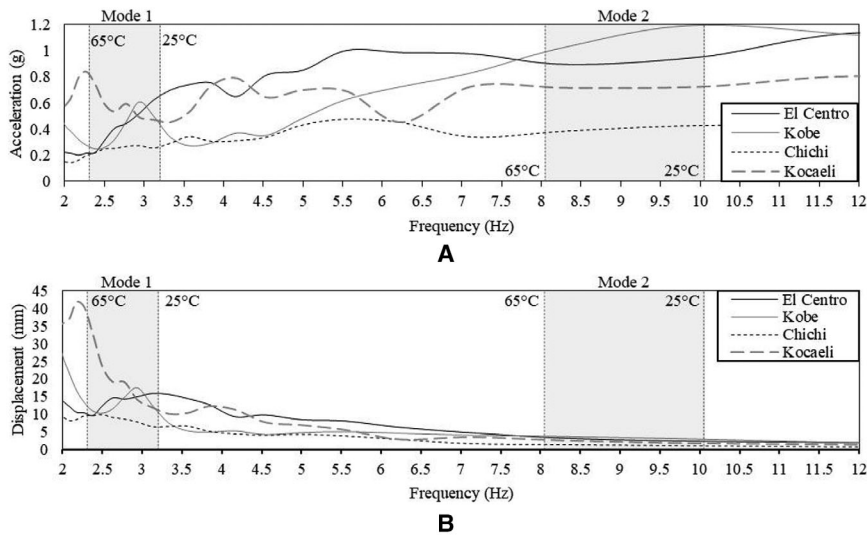 Mode 1
Mode 2
1.2
65°C
25°C
1
0.8
0.6
0.4
0.2
0
Acceleration (g)
65°C
25°C
El Centro
Kobe
Chichi
Kocaeli
2 2.5 3 3.5 4 4.5 5 5.5 6 6.5 7 7.5 8 8.5 9 9.5 10 10.5 11 11.5 12
Frequency (Hz)
A
Mode 1
Mode 2
45
65°C
25°C
65°C
25°C
40
35
30
25
20
15
10
5
0
Displacement (mm)
El Centro
Kobe
Chichi
Kocaeli
2 2.5 3 3.5 4 4.5 5 5.5 6 6.5 7 7.5 8 8.5 9 9.5 10 10.5 11 11.5 12
Frequency (Hz)
B